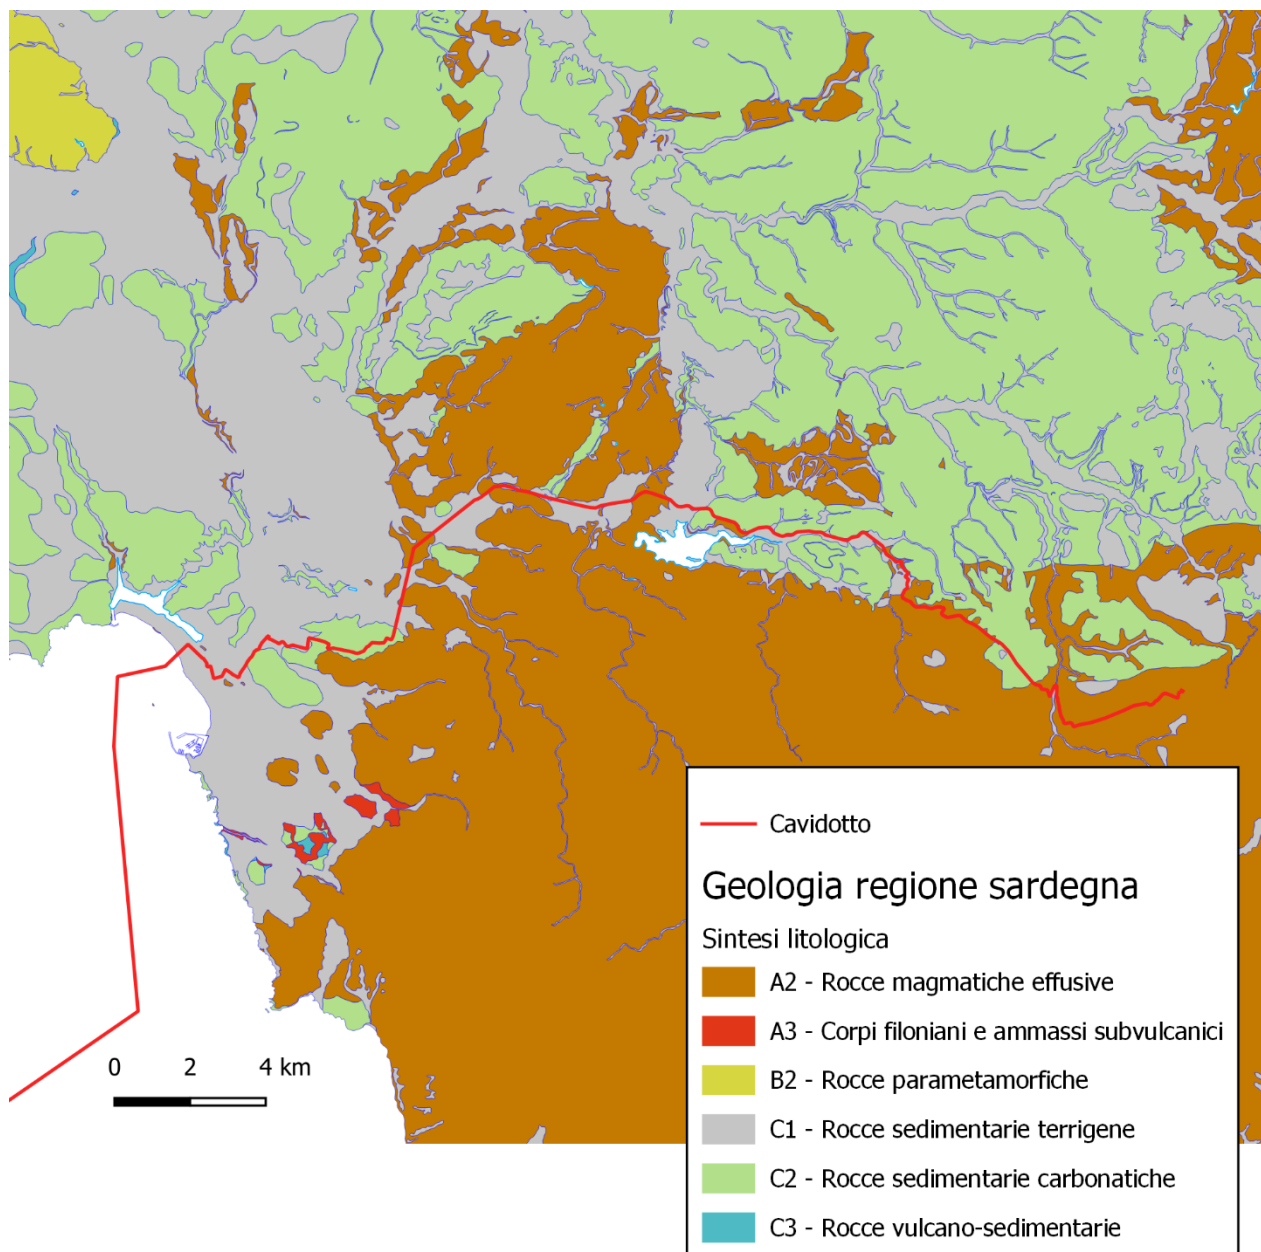 Cavidotto
Geologia regione sardegna
Sintesi litologica
A2 - Rocce magmatiche effusive
A3 - Corpi filoniani e ammassi subvulcanici
B2 - Rocce parametamorfiche
C1 - Rocce sedimentarie terrigene
C2 - Rocce sedimentarie carbonatiche
C3 - Rocce vulcano-sedimentarie
0 2 4 km